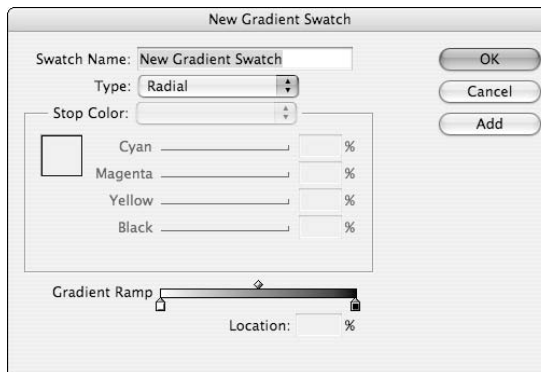 New Gradient Swatch
Swatch Name: New Gradient Swatch
OK
Type: Radial
Cancel
Stop Color:
Add
Cyan %
Magenta %
Yellow %
Black %
Gradient Ramp
Location: %